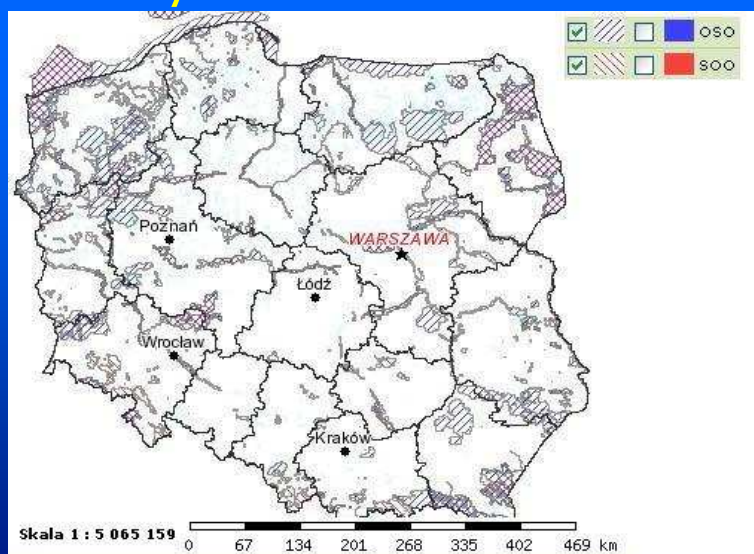 OSO
SOO
Poznań
WARSZAWA
Łódź
Wrocław
Kraków
Skala 1 : 5 065 159
0 67 134 201 268 335 402 469 km